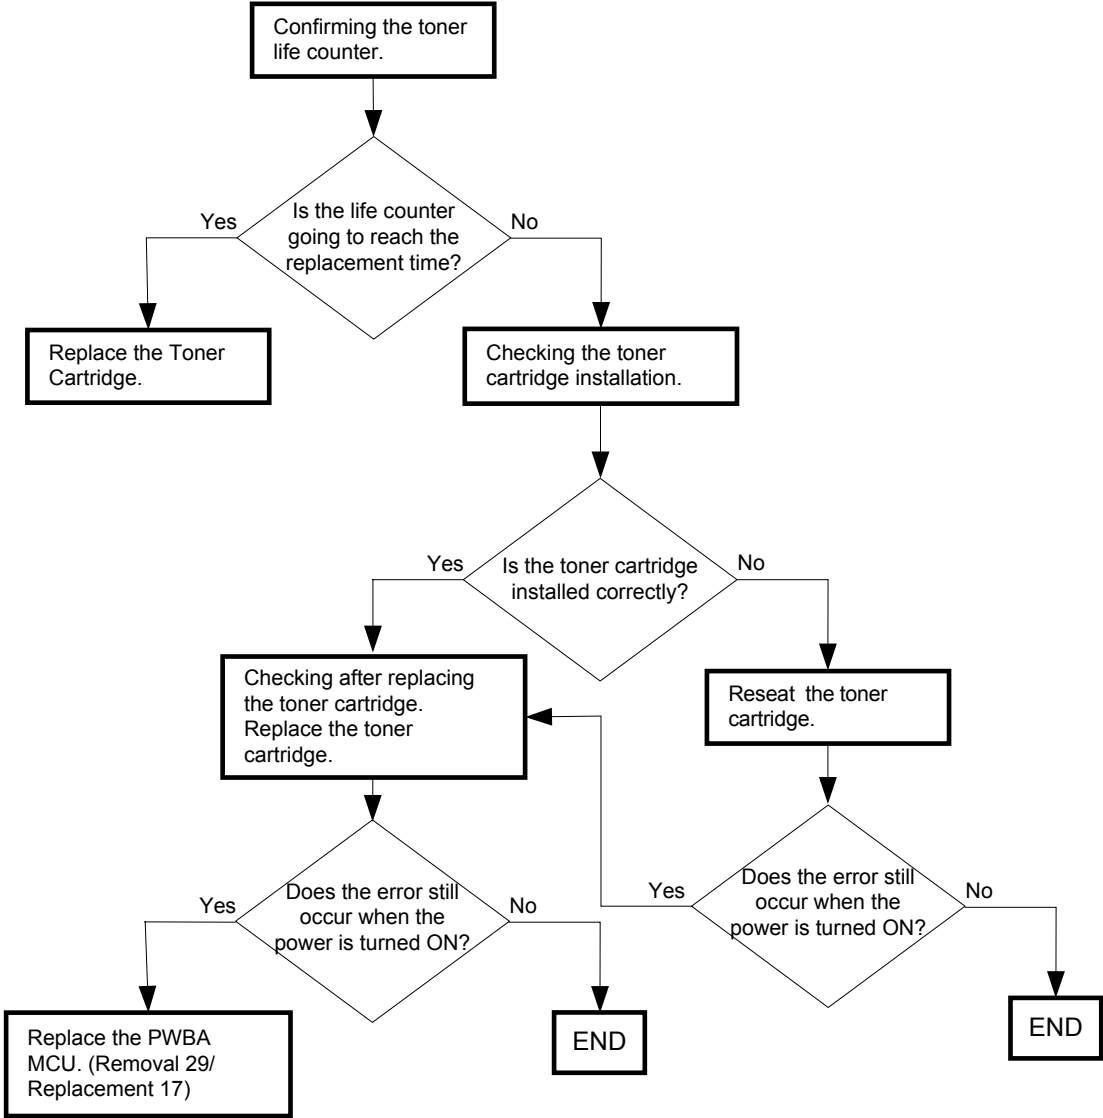 Confirming the toner
life counter.
Is the life counter
going to reach the
replacement time?
Yes
No
Replace the Toner
Cartridge.
Checking the toner
cartridge installation.
Is the toner cartridge
installed correctly?
Yes
No
Checking after replacing
the toner cartridge.
Replace the toner
cartridge.
Reseat  the toner
cartridge.
Does the error still
occur when the
power is turned ON?
Yes
No
Does the error still
occur when the
power is turned ON?
Yes
No
Replace the PWBA
MCU. (Removal 29/
Replacement 17)
END
END